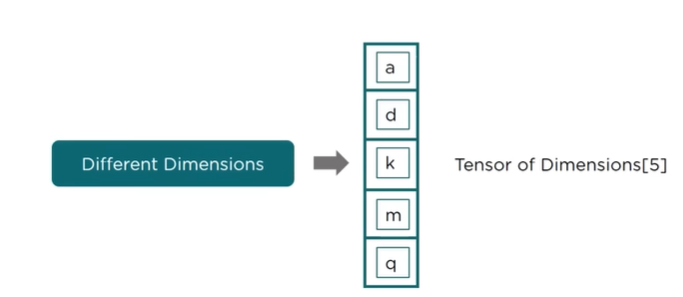 a
d
Different Dimensions
k
Tensor of Dimensions[5]
m
q